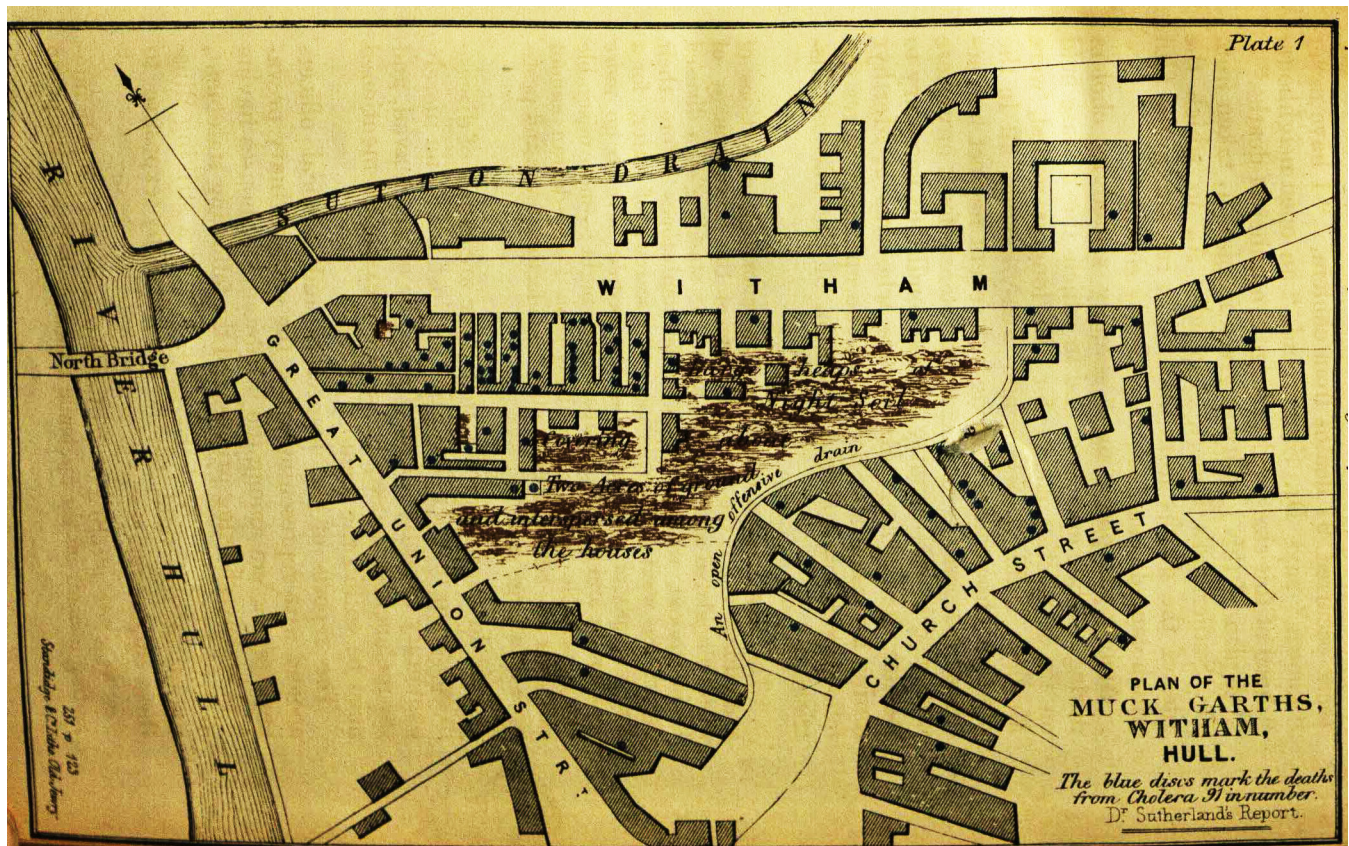 Plate 1
SUTTON DRAIN
RIVER HULL
WITHAM
North Bridge
GREAT UNION STR.T
Large heaps of
Night Soil
covering about
Two Acres of ground
and interspersed among
the houses
An open offensive drain
CHURCH STREET
PLAN OF THE
MUCK GARTHS,
WITHAM,
HULL.
The blue discs mark the deaths
from Cholera 91 in number.
Dr Sutherland's Report.